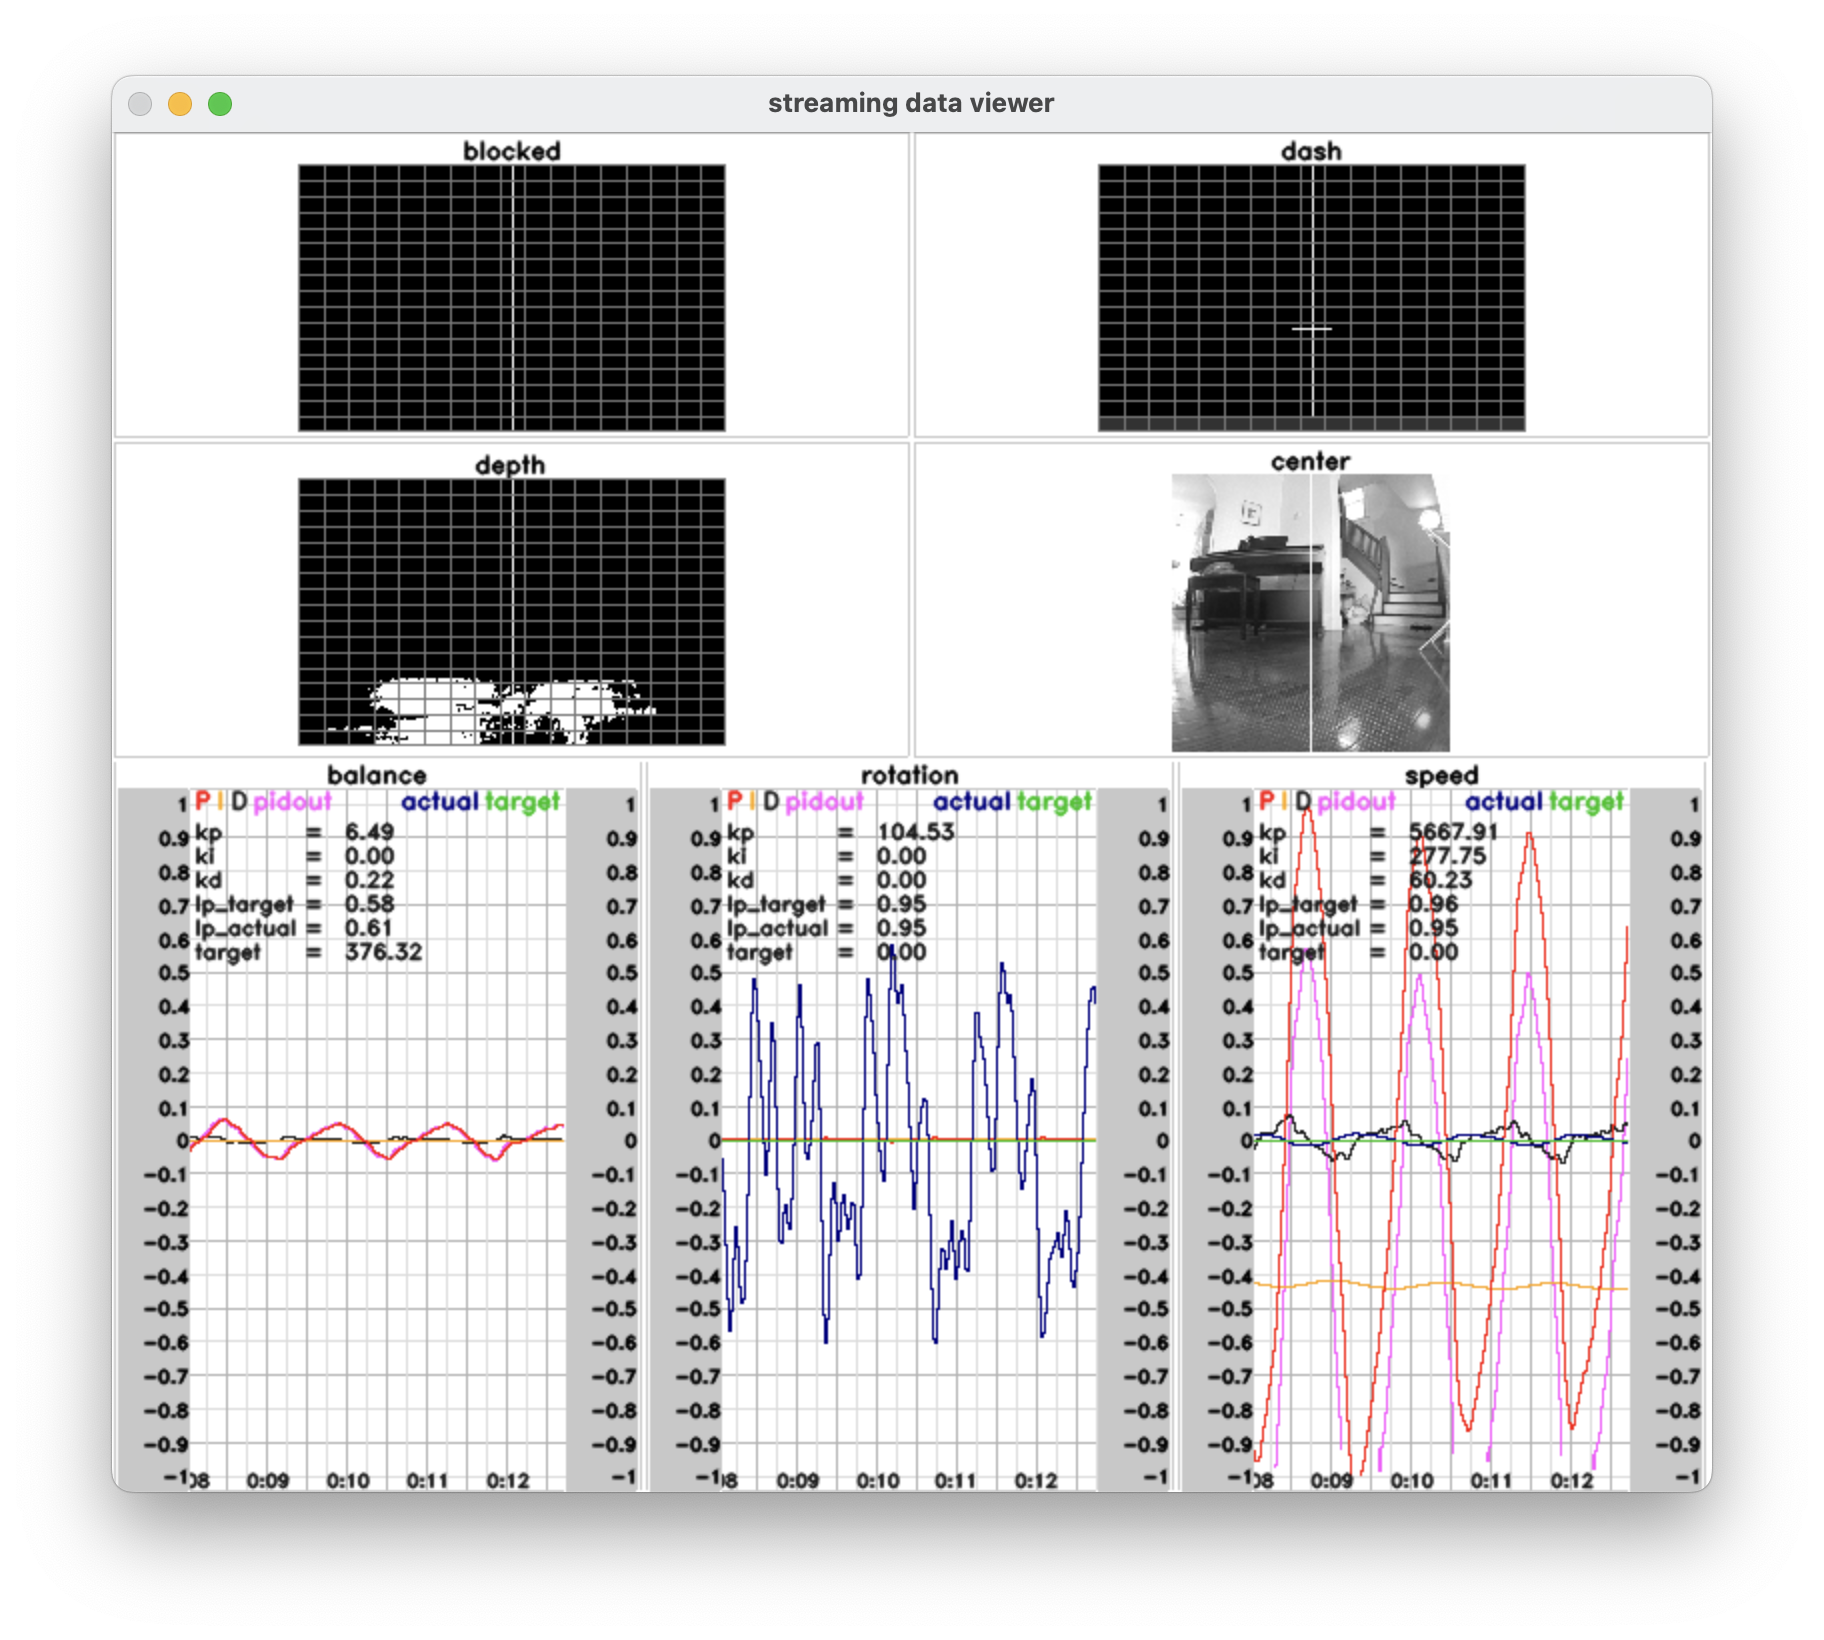 streaming data viewer
blocked
dash
depth
center
balance
P I D pidout actual target
kp = 6.49
ki = 0.00
kd = 0.22
lp_target = 0.58
lp_actual = 0.61
target = 376.32
1 1
0.9 0.9
0.8 0.8
0.7 0.7
0.6 0.6
0.5 0.5
0.4 0.4
0.3 0.3
0.2 0.2
0.1 0.1
0 0
-0.1 -0.1
-0.2 -0.2
-0.3 -0.3
-0.4 -0.4
-0.5 -0.5
-0.6 -0.6
-0.7 -0.7
-0.8 -0.8
-0.9 -0.9
-1 0:09 0:10 0:11 0:12 -1
rotation
P I D pidout actual target
kp = 104.53
ki = 0.00
kd = 0.00
lp_target = 0.95
lp_actual = 0.95
target = 0.00
1 1
0.9 0.9
0.8 0.8
0.7 0.7
0.6 0.6
0.5 0.5
0.4 0.4
0.3 0.3
0.2 0.2
0.1 0.1
0 0
-0.1 -0.1
-0.2 -0.2
-0.3 -0.3
-0.4 -0.4
-0.5 -0.5
-0.6 -0.6
-0.7 -0.7
-0.8 -0.8
-0.9 -0.9
-1 0:09 0:10 0:11 0:12 -1
speed
P I D pidout actual target
kp = 5667.91
ki = 277.75
kd = 60.23
lp_target = 0.96
lp_actual = 0.95
target = 0.00
1 1
0.9 0.9
0.8 0.8
0.7 0.7
0.6 0.6
0.5 0.5
0.4 0.4
0.3 0.3
0.2 0.2
0.1 0.1
0 0
-0.1 -0.1
-0.2 -0.2
-0.3 -0.3
-0.4 -0.4
-0.5 -0.5
-0.6 -0.6
-0.7 -0.7
-0.8 -0.8
-0.9 -0.9
-1 0:09 0:10 0:11 0:12 -1